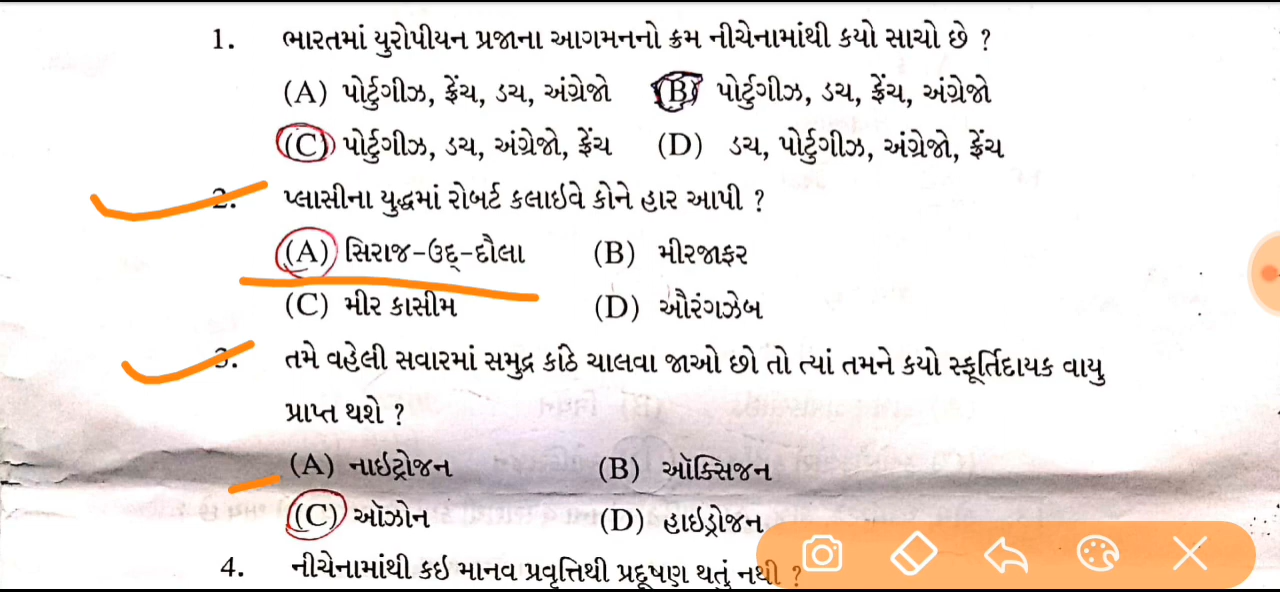 1. ભારતમાં યુરોપીયન પ્રજાના આગમનનો ક્રમ નીચેનામાંથી કયો સાચો છે ?
(A) પોર્ટુગીઝ, ફ્રેંચ, ડચ, અંગ્રેજો (B) પોર્ટુગીઝ, ડચ, ફ્રેંચ, અંગ્રેજો
(C) પોર્ટુગીઝ, ડચ, અંગ્રેજો, ફ્રેંચ (D) ડચ, પોર્ટુગીઝ, અંગ્રેજો, ફ્રેંચ
2. પ્લાસીના યુદ્ધમાં રોબર્ટ કલાઇવે કોને હાર આપી ?
(A) સિરાજ-ઉદ્-દૌલા (B) મીરજાફર
(C) મીર કાસીમ (D) ઔરંગઝેબ
3. તમે વહેલી સવારમાં સમુદ્ર કાંઠે ચાલવા જાઓ છો તો ત્યાં તમને કયો સ્ફૂર્તિદાયક વાયુ
પ્રાપ્ત થશે ?
(A) નાઇટ્રોજન (B) ઑક્સિજન
(C) ઑઝોન (D) હાઇડ્રોજન
4. નીચેનામાંથી કઇ માનવ પ્રવૃત્તિથી પ્રદૂષણ થતું નથી ?